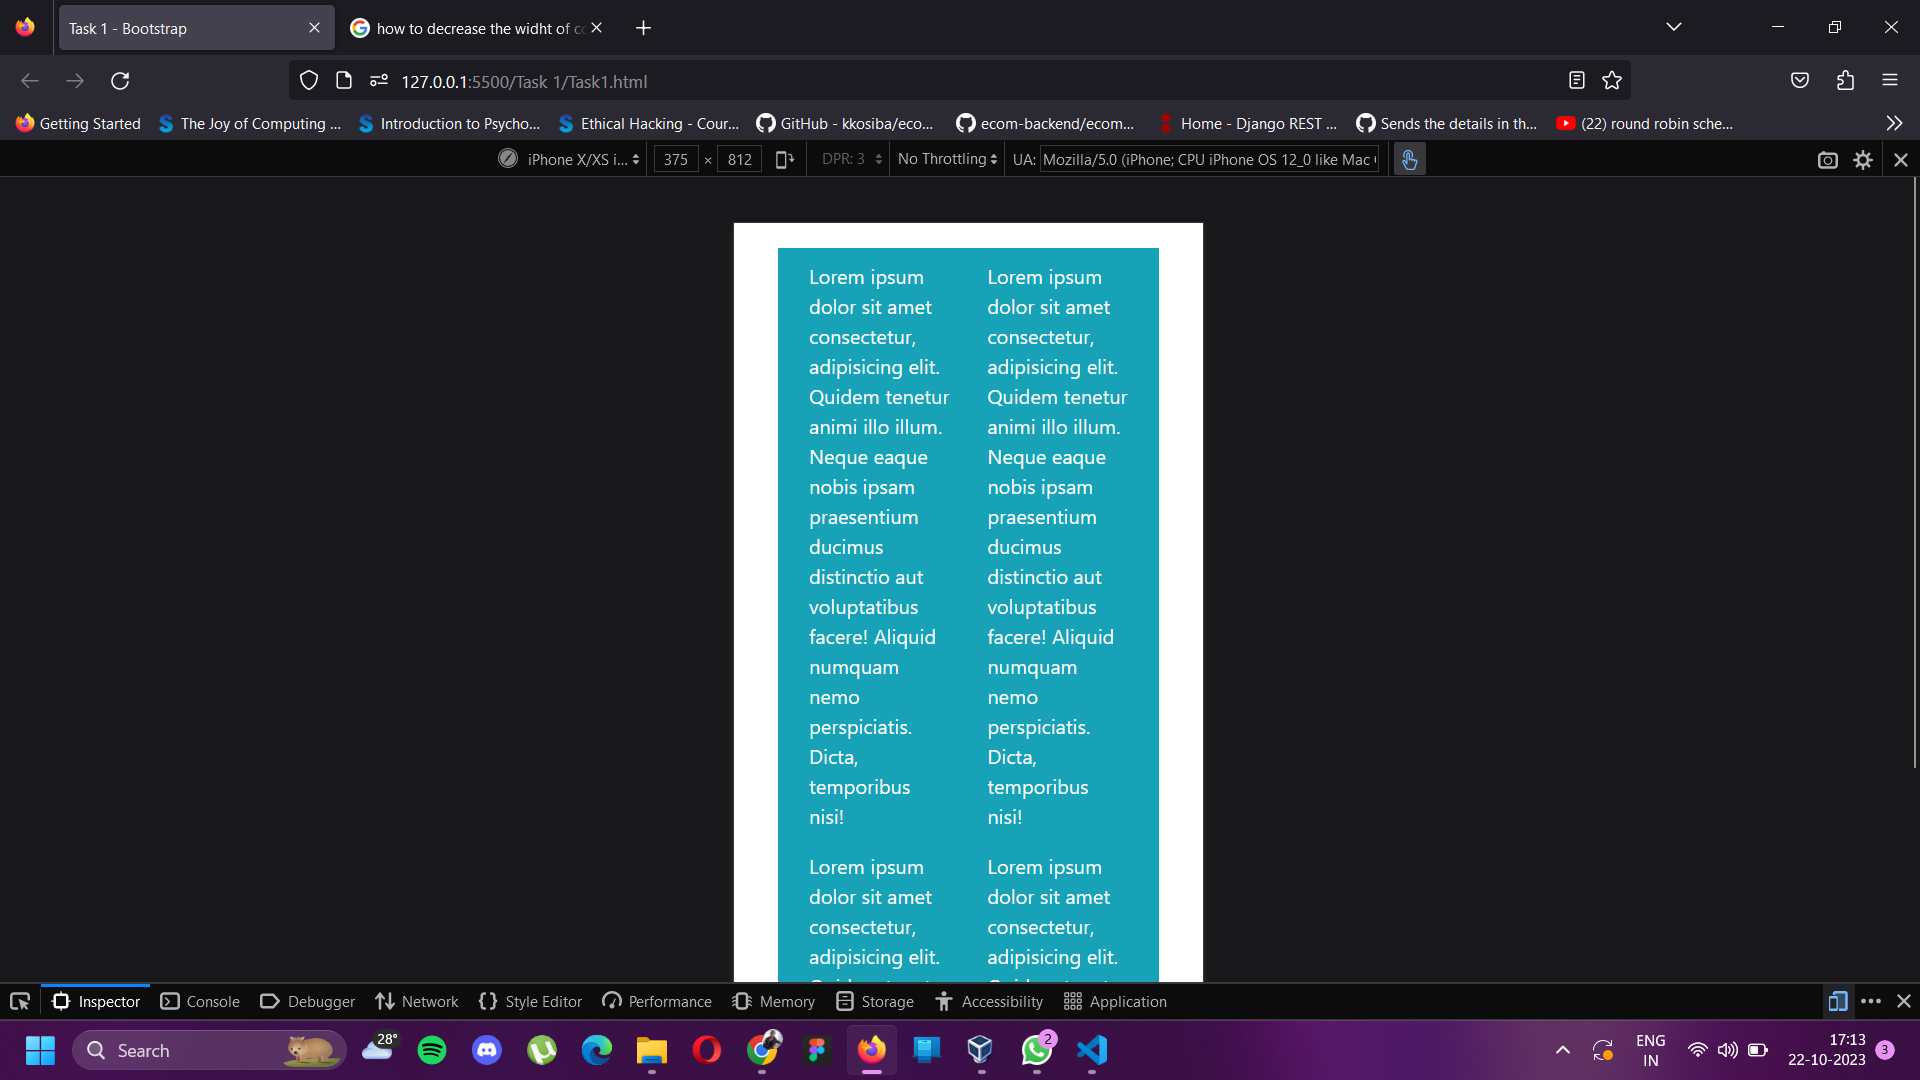 Task 1 - Bootstrap
how to decrease the widht of co
127.0.0.1:5500/Task 1/Task1.html
Getting Started
The Joy of Computing ...
Introduction to Psycho...
Ethical Hacking - Cour...
GitHub - kkosiba/eco...
ecom-backend/ecom...
Home - Django REST ...
Sends the details in th...
(22) round robin sche...
iPhone X/XS i...
375 × 812
DPR: 3
No Throttling
UA: Mozilla/5.0 (iPhone; CPU iPhone OS 12_0 like Mac
Lorem ipsum
dolor sit amet
consectetur,
adipisicing elit.
Quidem tenetur
animi illo illum.
Neque eaque
nobis ipsam
praesentium
ducimus
distinctio aut
voluptatibus
facere! Aliquid
numquam
nemo
perspiciatis.
Dicta,
temporibus
nisi!
Lorem ipsum
dolor sit amet
consectetur,
adipisicing elit.
Quidem tenetur
animi illo illum.
Neque eaque
nobis ipsam
praesentium
ducimus
distinctio aut
voluptatibus
facere! Aliquid
numquam
nemo
perspiciatis.
Dicta,
temporibus
nisi!
Lorem ipsum
dolor sit amet
consectetur,
adipisicing elit.
Lorem ipsum
dolor sit amet
consectetur,
adipisicing elit.
Inspector
Console
Debugger
Network
Style Editor
Performance
Memory
Storage
Accessibility
Application
Search
28°
2
ENG
IN
17:13
22-10-2023
3